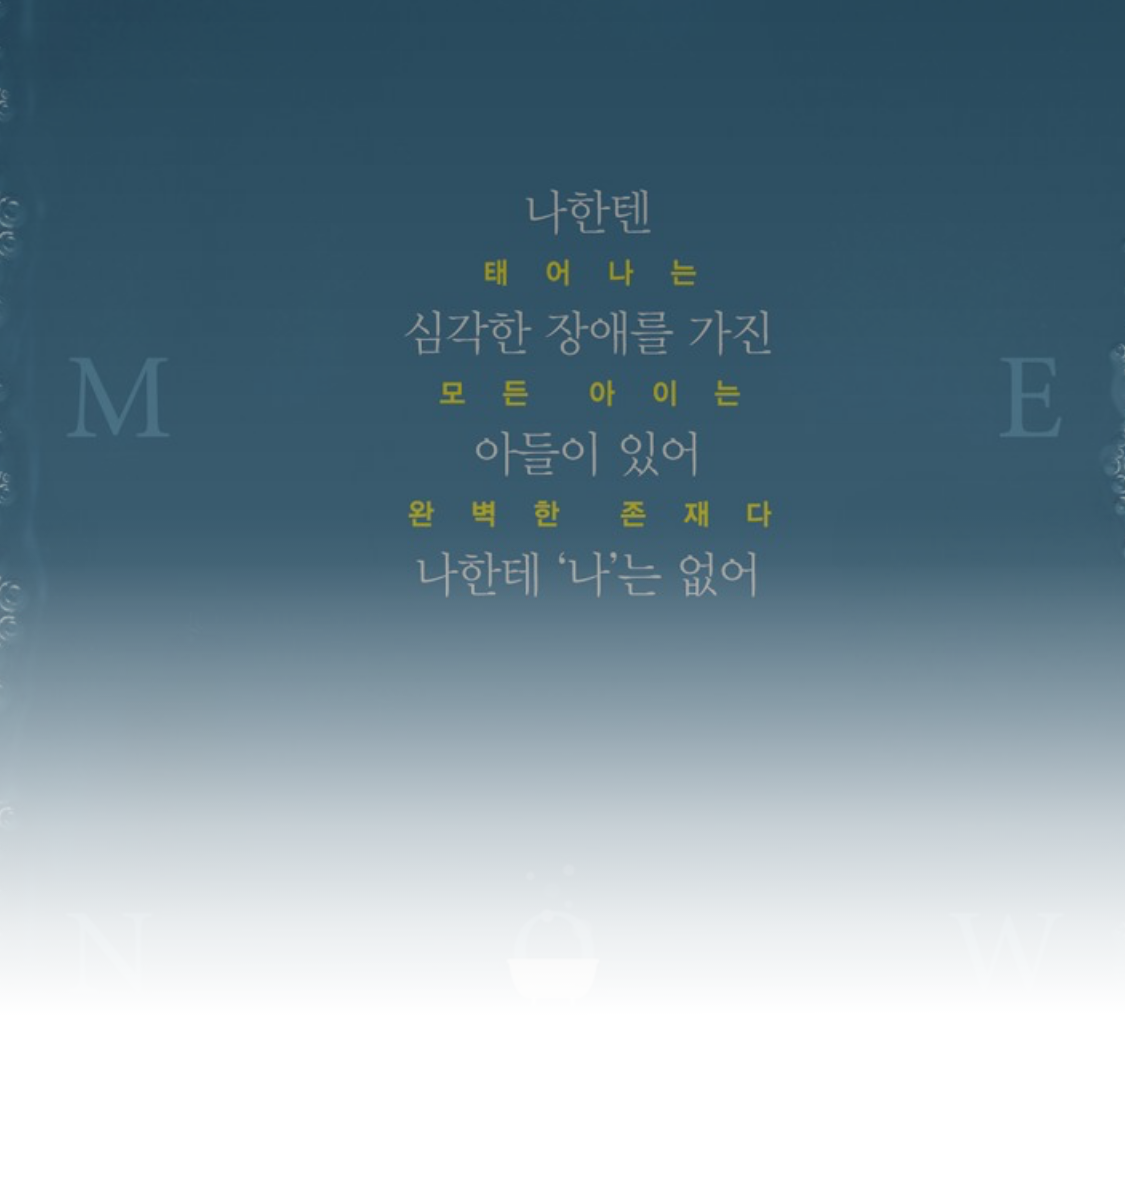 나한텐
태어나는
심각한 장애를 가진
모든 아이는
M E
아들이 있어
완벽한 존재다
나한테 ‘나’는 없어
N O W